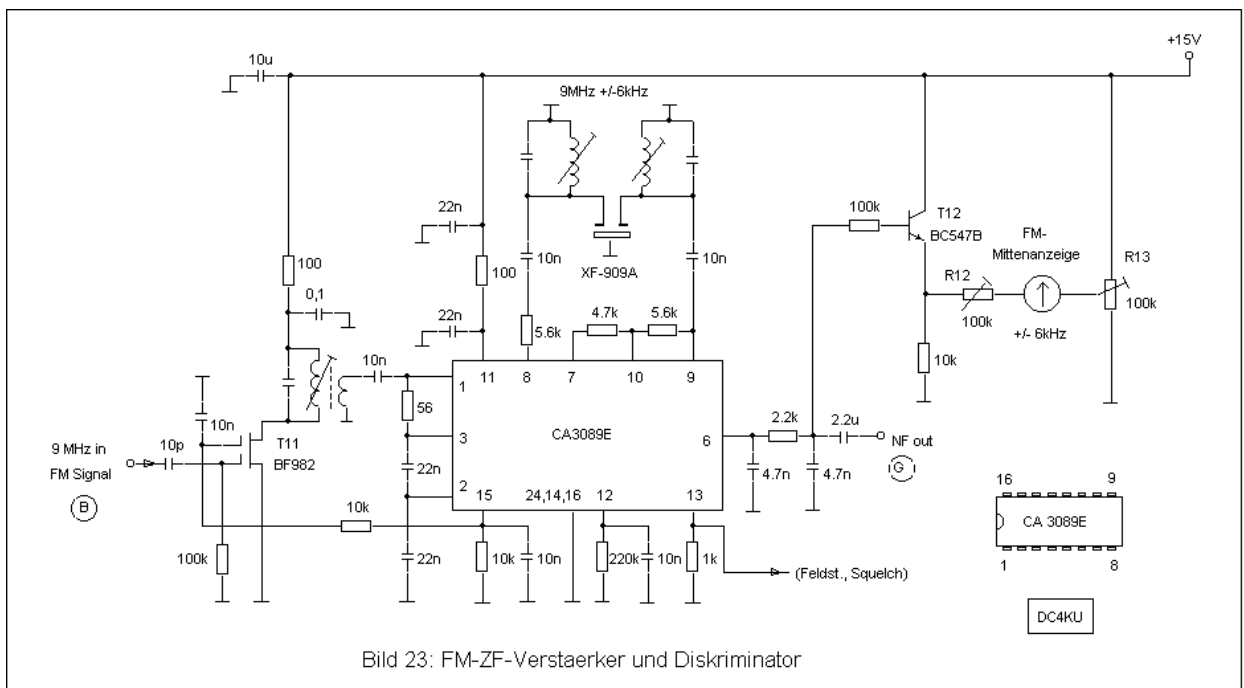 +15V
10u
9MHz +/-6kHz
22n
100
100
0,1
22n
10n
10n
XF-909A
5.6k
4.7k
5.6k
100k
T12
BC547B
FM-
Mittenanzeige
R12
100k
+/- 6kHz
R13
100k
10k
10n
1
11
8
7
10
9
56
3
CA3089E
6
2.2k
2.2u
NF out
G
4.7n
4.7n
9 MHz in
FM Signal
B
10p
10n
T11
BF982
22n
2
15
24,14,16
12
13
10k
100k
22n
10k
10n
220k
10n
1k
(Feldst., Squelch)
16
9
CA 3089E
1
8
DC4KU
Bild 23: FM-ZF-Verstaerker und Diskriminator